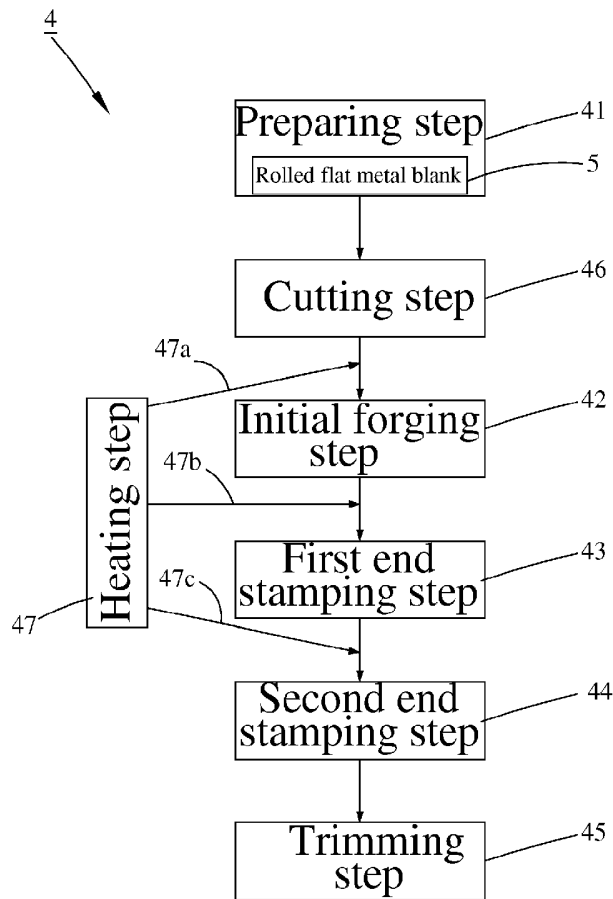 4
Preparing step
41
Rolled flat metal blank
5
Cutting step
46
47a
Initial forging
step
42
Heating step
47
47b
First end
stamping step
43
47c
Second end
stamping step
44
Trimming
step
45